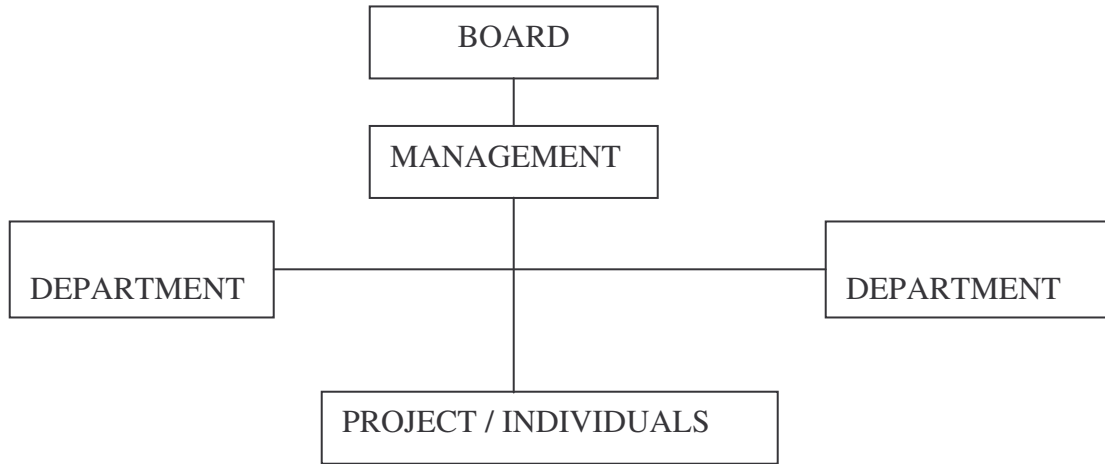 BOARD
MANAGEMENT
DEPARTMENT
DEPARTMENT
PROJECT / INDIVIDUALS